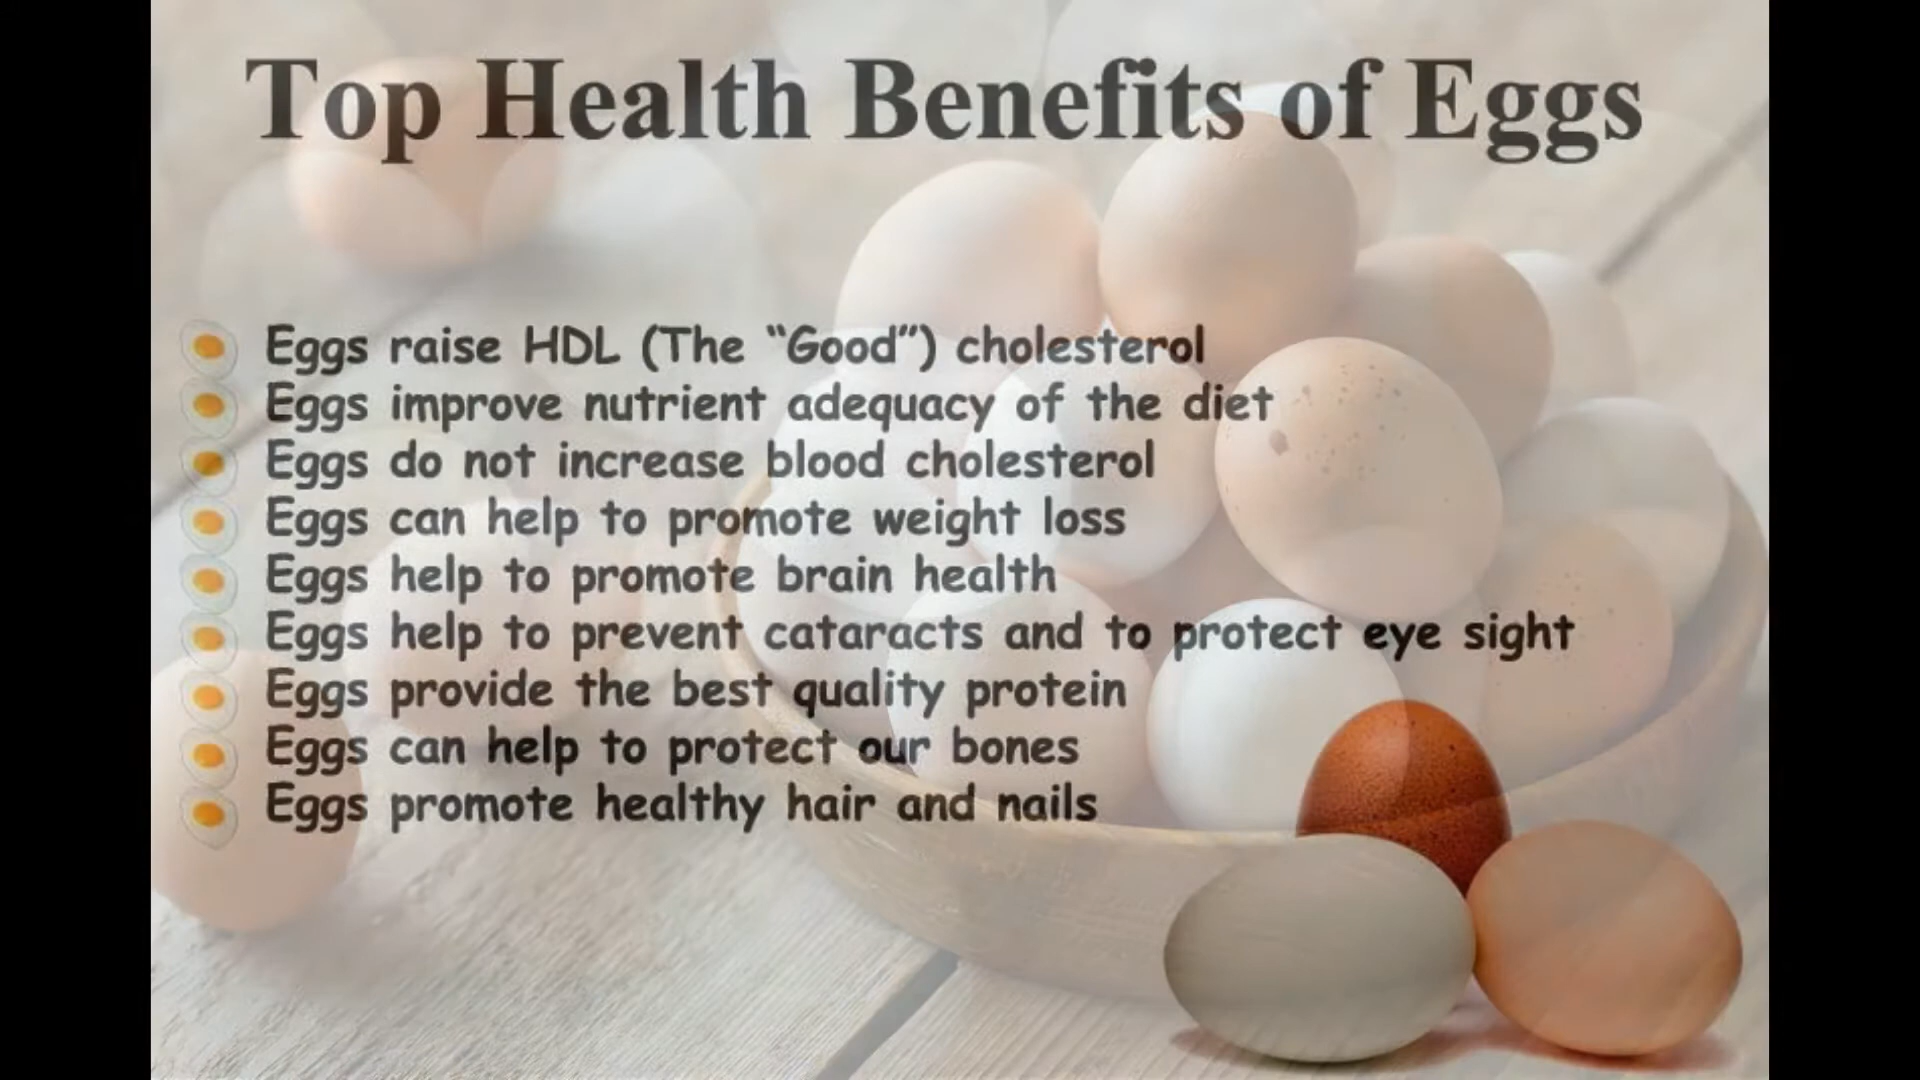 Top Health Benefits of Eggs
Eggs raise HDL (The “Good”) cholesterol
Eggs improve nutrient adequacy of the diet
Eggs do not increase blood cholesterol
Eggs can help to promote weight loss
Eggs help to promote brain health
Eggs help to prevent cataracts and to protect eye sight
Eggs provide the best quality protein
Eggs can help to protect our bones
Eggs promote healthy hair and nails